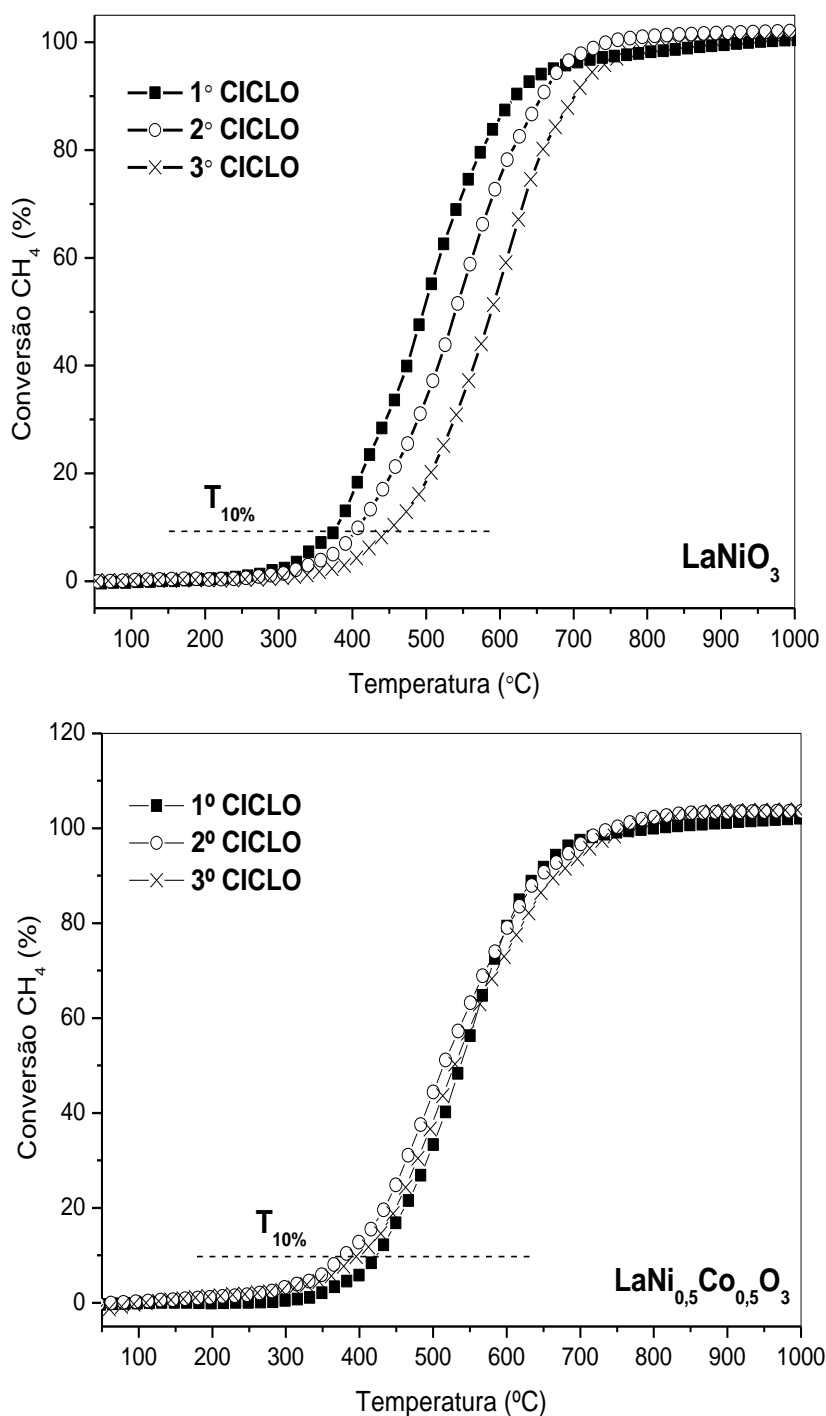 100
80
60
40
20
0
Conversão CH4 (%)
1° CICLO
2° CICLO
3° CICLO
T10%
LaNiO3
100 200 300 400 500 600 700 800 900 1000
Temperatura (°C)
120
100
80
60
40
20
0
Conversão CH4 (%)
1º CICLO
2º CICLO
3º CICLO
T10%
LaNi0,5Co0,5O3
100 200 300 400 500 600 700 800 900 1000
Temperatura (ºC)